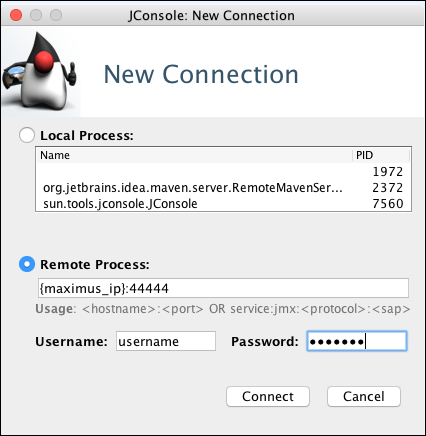 JConsole: New Connection
New Connection
Local Process:
Name PID
1972
org.jetbrains.idea.maven.server.RemoteMavenSer... 2372
sun.tools.jconsole.JConsole 7560
Remote Process:
{maximus_ip}:44444
Usage: <hostname>:<port> OR service:jmx:<protocol>:<sap>
Username: username Password: •••••••
Connect Cancel